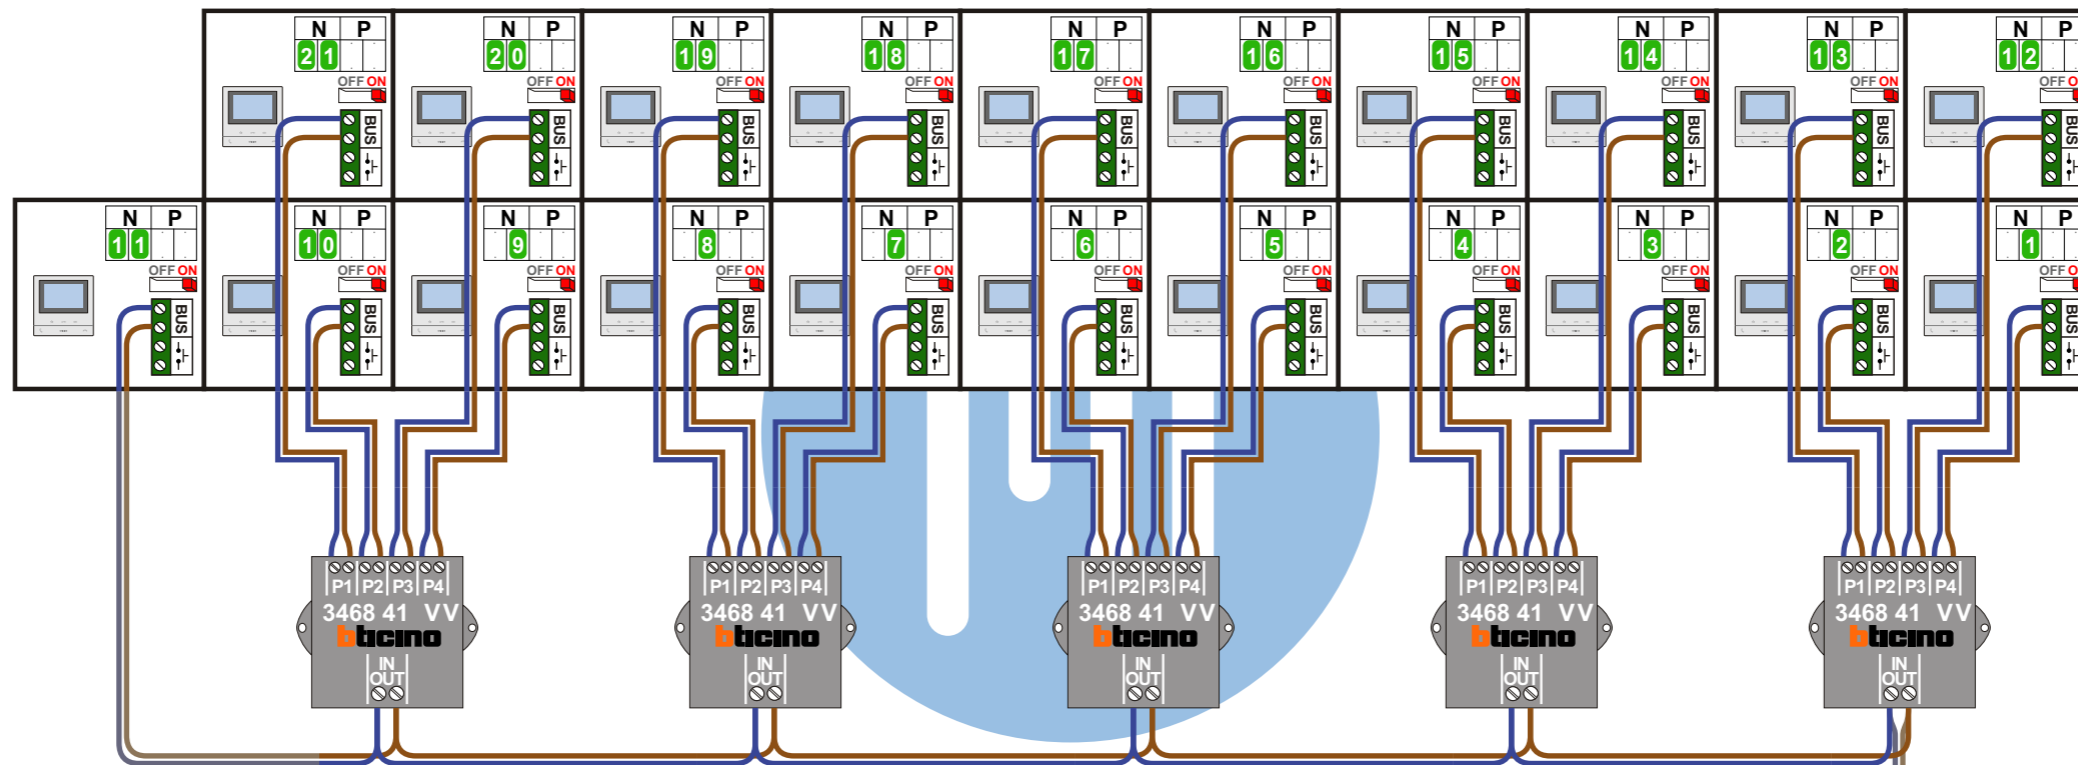 N P N P N P N P N P N P N P N P N P N P
21 20 19 18 17 16 15 14 13 12
OFF ON OFF ON OFF ON OFF ON OFF ON OFF ON OFF ON OFF ON OFF ON OFF ON
BUS BUS BUS BUS BUS BUS BUS BUS BUS BUS
N P N P N P N P N P N P N P N P N P N P N P
11 10 9 8 7 6 5 4 3 2 1
OFF ON OFF ON OFF ON OFF ON OFF ON OFF ON OFF ON OFF ON OFF ON OFF ON OFF ON
BUS BUS BUS BUS BUS BUS BUS BUS BUS BUS BUS
P1 P2 P3 P4 P1 P2 P3 P4 P1 P2 P3 P4 P1 P2 P3 P4 P1 P2 P3 P4
3468 41 VV 3468 41 VV 3468 41 VV 3468 41 VV 3468 41 VV
bticino bticino bticino bticino bticino
IN IN IN IN IN
OUT OUT OUT OUT OUT